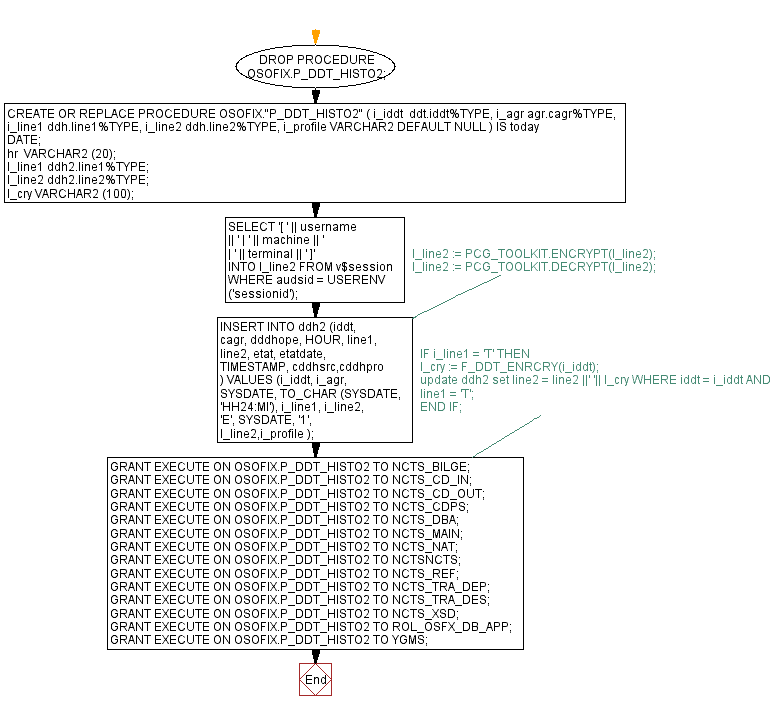 DROP PROCEDURE
OSOFIX.P_DDT_HISTO2;
CREATE OR REPLACE PROCEDURE OSOFIX."P_DDT_HISTO2" ( i_iddt ddt.iddt%TYPE, i_agr agr.cagr%TYPE,
i_line1 ddh.line1%TYPE, i_line2 ddh.line2%TYPE, i_profile VARCHAR2 DEFAULT NULL ) IS today
DATE;
hr VARCHAR2 (20);
l_line1 ddh2.line1%TYPE;
l_line2 ddh2.line2%TYPE;
l_cry VARCHAR2 (100);
SELECT '[ ' || username
|| ' | ' || machine || '
| ' || terminal || ' ]'
INTO l_line2 FROM v$session
WHERE audsid = USERENV
('sessionid');
l_line2 := PCG_TOOLKIT.ENCRYPT(l_line2);
l_line2 := PCG_TOOLKIT.DECRYPT(l_line2);
INSERT INTO ddh2 (iddt,
cagr, dddhope, HOUR, line1,
line2, etat, etatdate,
TIMESTAMP, cddhsrc,cddhpro
) VALUES (i_iddt, i_agr,
SYSDATE, TO_CHAR (SYSDATE,
'HH24:MI'), i_line1, i_line2,
'E', SYSDATE, '1',
l_line2,i_profile );
IF i_line1 = 'T' THEN
l_cry := F_DDT_ENRCRY(i_iddt);
update ddh2 set line2 = line2 ||' '|| l_cry WHERE iddt = i_iddt AND
line1 = 'T';
END IF;
GRANT EXECUTE ON OSOFIX.P_DDT_HISTO2 TO NCTS_BILGE;
GRANT EXECUTE ON OSOFIX.P_DDT_HISTO2 TO NCTS_CD_IN;
GRANT EXECUTE ON OSOFIX.P_DDT_HISTO2 TO NCTS_CD_OUT;
GRANT EXECUTE ON OSOFIX.P_DDT_HISTO2 TO NCTS_CDPS;
GRANT EXECUTE ON OSOFIX.P_DDT_HISTO2 TO NCTS_DBA;
GRANT EXECUTE ON OSOFIX.P_DDT_HISTO2 TO NCTS_MAIN;
GRANT EXECUTE ON OSOFIX.P_DDT_HISTO2 TO NCTS_NAT;
GRANT EXECUTE ON OSOFIX.P_DDT_HISTO2 TO NCTSNCTS;
GRANT EXECUTE ON OSOFIX.P_DDT_HISTO2 TO NCTS_REF;
GRANT EXECUTE ON OSOFIX.P_DDT_HISTO2 TO NCTS_TRA_DEP;
GRANT EXECUTE ON OSOFIX.P_DDT_HISTO2 TO NCTS_TRA_DES;
GRANT EXECUTE ON OSOFIX.P_DDT_HISTO2 TO NCTS_XSD;
GRANT EXECUTE ON OSOFIX.P_DDT_HISTO2 TO ROL_OSFX_DB_APP;
GRANT EXECUTE ON OSOFIX.P_DDT_HISTO2 TO YGMS;
End